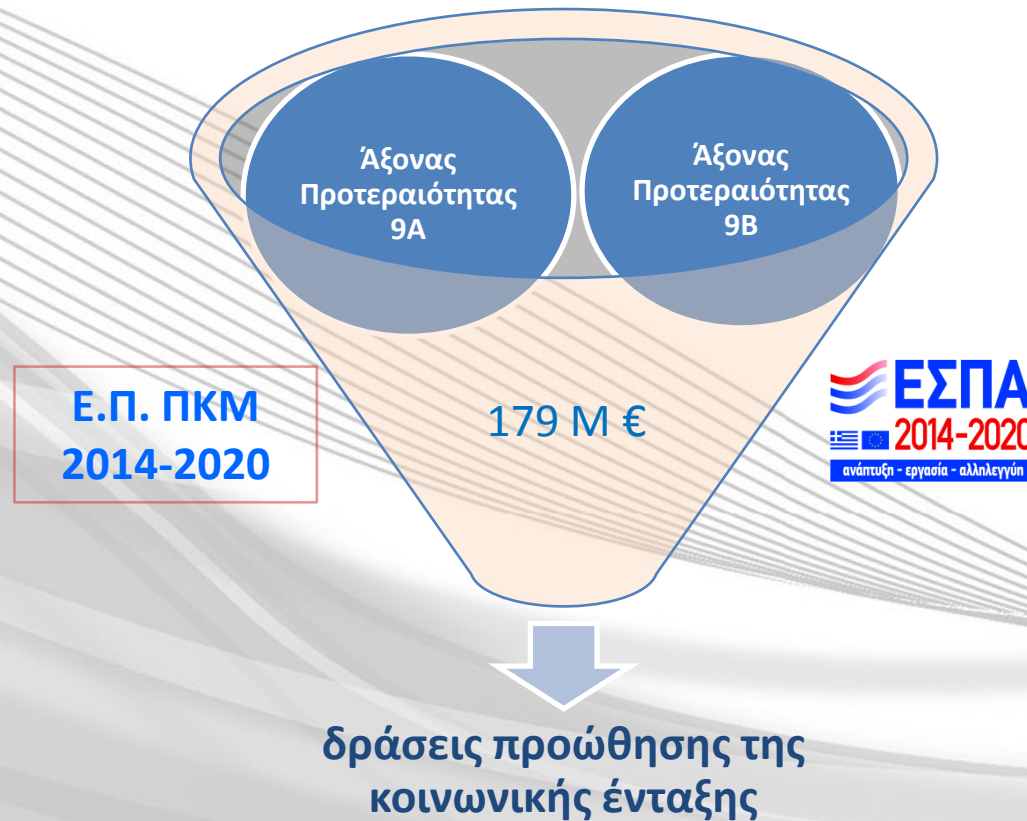 Άξονας
Προτεραιότητας
9Α
Άξονας
Προτεραιότητας
9Β
Ε.Π. ΠΚΜ
2014-2020
179 Μ €
ΕΣΠΑ
2014-2020
ανάπτυξη - εργασία - αλληλεγγύη
δράσεις προώθησης της
κοινωνικής ένταξης